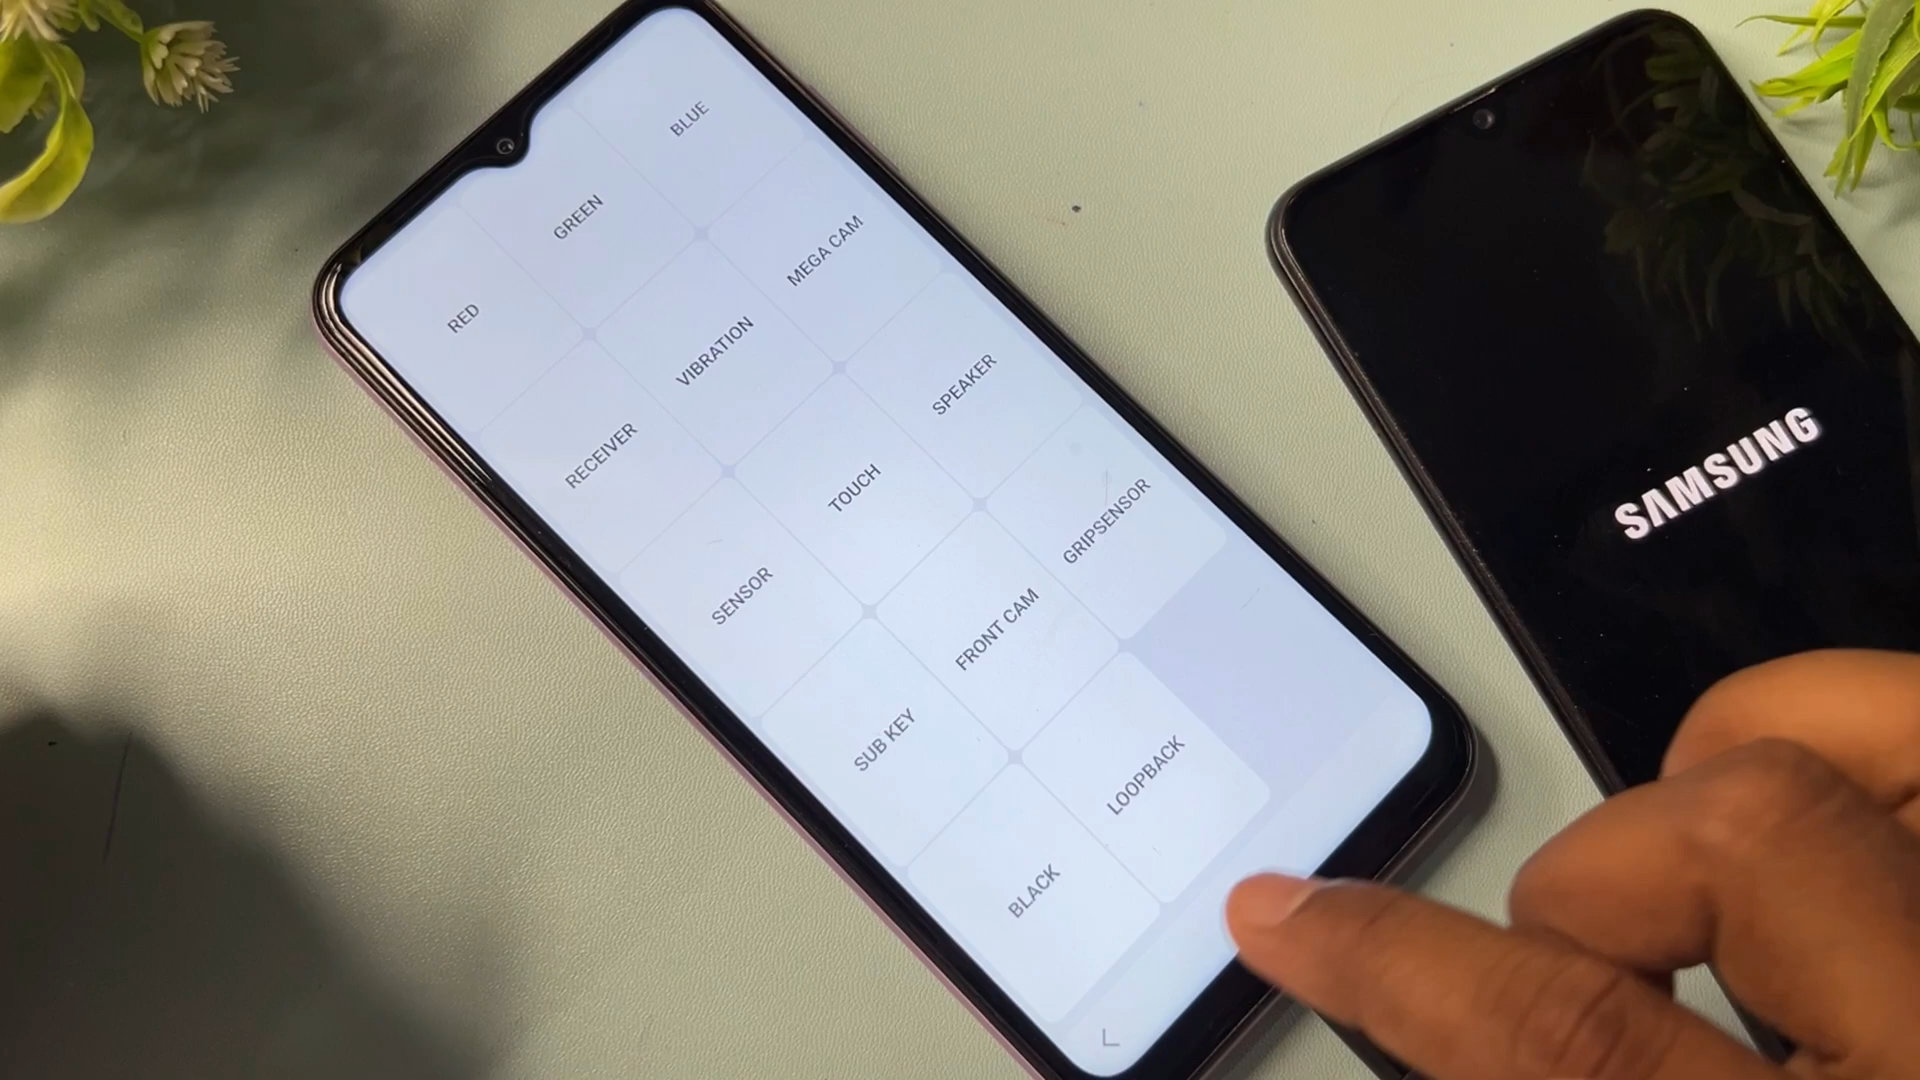 RED GREEN BLUE
RECEIVER VIBRATION MEGA CAM
SENSOR TOUCH SPEAKER
SUB KEY FRONT CAM GRIPSENSOR
BLACK LOOPBACK
SAMSUNG